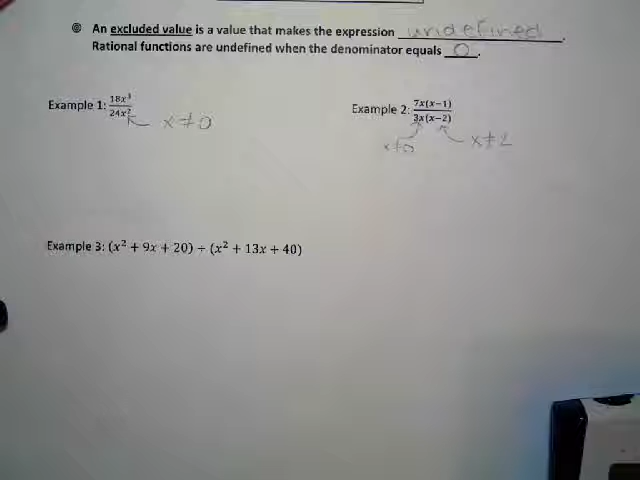 An excluded value is a value that makes the expression undefined.
Rational functions are undefined when the denominator equals 0.
Example 1: 18x³/24x² x≠0
Example 2: 7x(x−1)/3x(x−2)
x≠0 x≠2
Example 3: (x² + 9x + 20) ÷ (x² + 13x + 40)